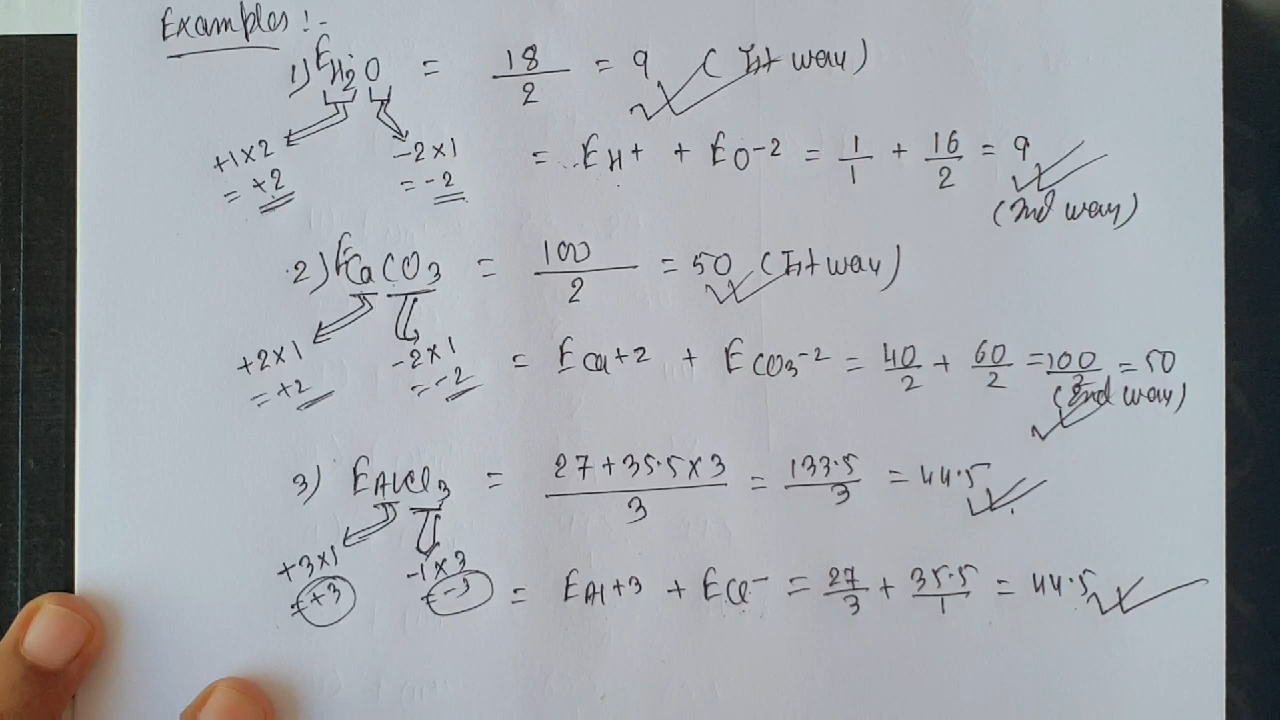 Examples :-
1) E H2O = 18/2 = 9 (Ist way)
+1×2 = +2 -2×1 = -2
= E H+ + E O-2 = 1/1 + 16/2 = 9 (2nd way)
2) E CaCO3 = 100/2 = 50 (Ist way)
+2×1 = +2 -2×1 = -2
= E Ca+2 + E CO3-2 = 40/2 + 60/2 = 100/2 = 50 (2nd way)
3) E AlCl3 = 27+35.5×3/3 = 133.5/3 = 44.5
+3×1 = +3 -1×3 = -3
= E Al+3 + E Cl- = 27/3 + 35.5/1 = 44.5